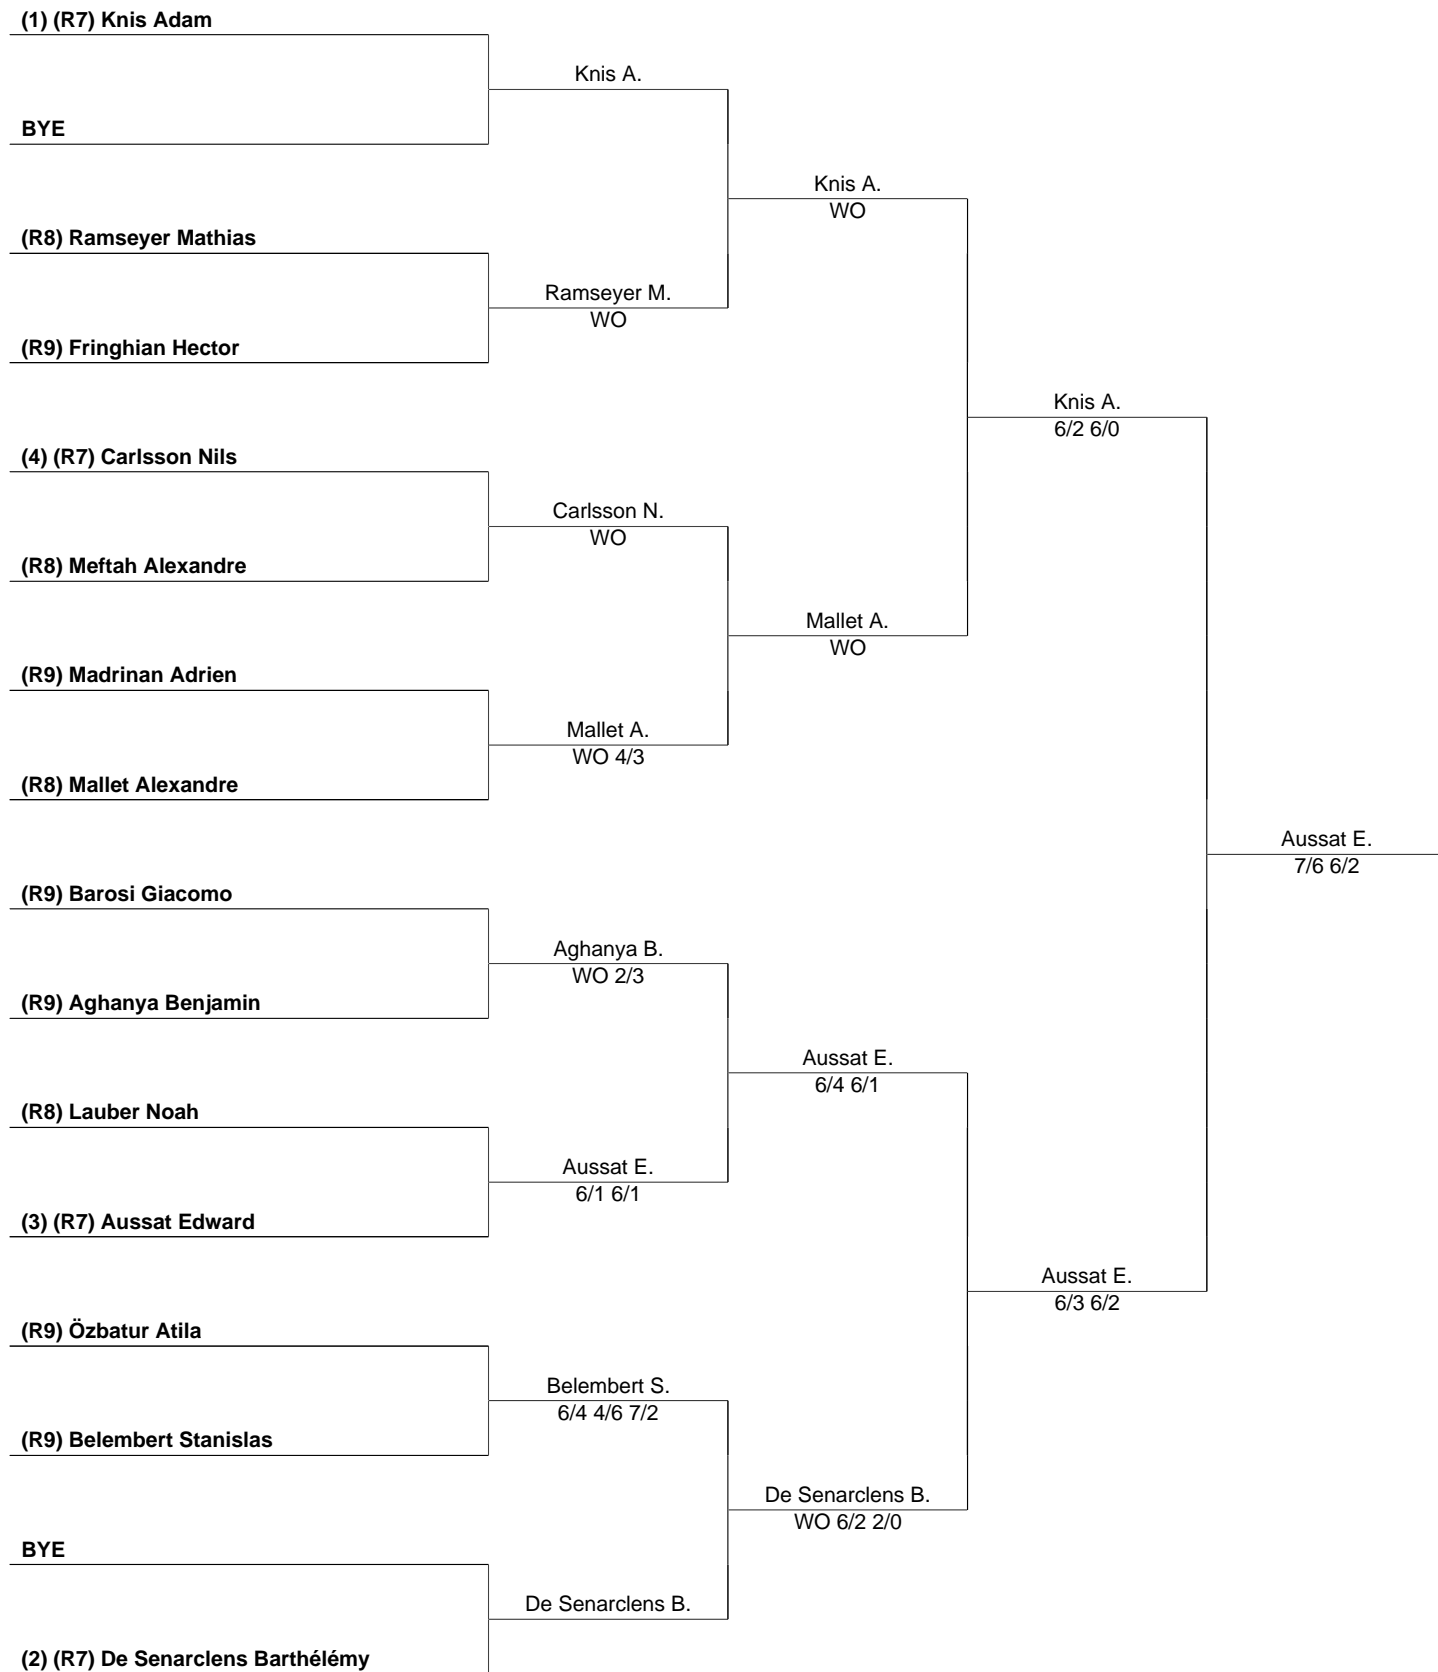 (1) (R7) Knis Adam
Knis A.
BYE
Knis A.
WO
(R8) Ramseyer Mathias
Ramseyer M.
WO
(R9) Fringhian Hector
Knis A.
6/2 6/0
(4) (R7) Carlsson Nils
Carlsson N.
WO
(R8) Meftah Alexandre
Mallet A.
WO
(R9) Madrinan Adrien
Mallet A.
WO 4/3
(R8) Mallet Alexandre
Aussat E.
7/6 6/2
(R9) Barosi Giacomo
Aghanya B.
WO 2/3
(R9) Aghanya Benjamin
Aussat E.
6/4 6/1
(R8) Lauber Noah
Aussat E.
6/1 6/1
(3) (R7) Aussat Edward
Aussat E.
6/3 6/2
(R9) Özbatur Atila
Belembert S.
6/4 4/6 7/2
(R9) Belembert Stanislas
De Senarclens B.
WO 6/2 2/0
BYE
De Senarclens B.
(2) (R7) De Senarclens Barthélémy